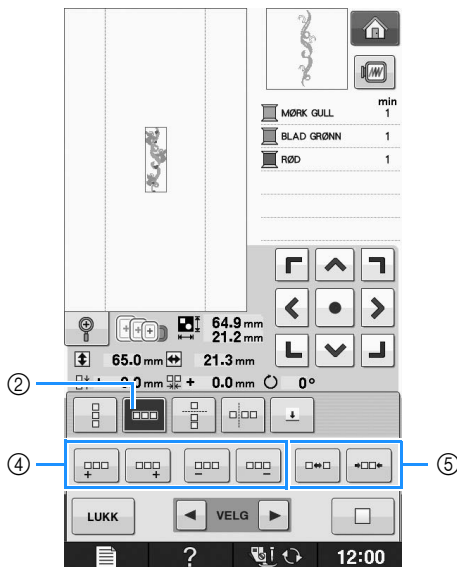 min
MØRK GULL 1
BLAD GRØNN 1
RØD 1
64.9 mm
21.2 mm
65.0 mm 21.3 mm
+ 0.0 mm + 0.0 mm 0°
②
④
⑤
LUKK VELG
? 12:00